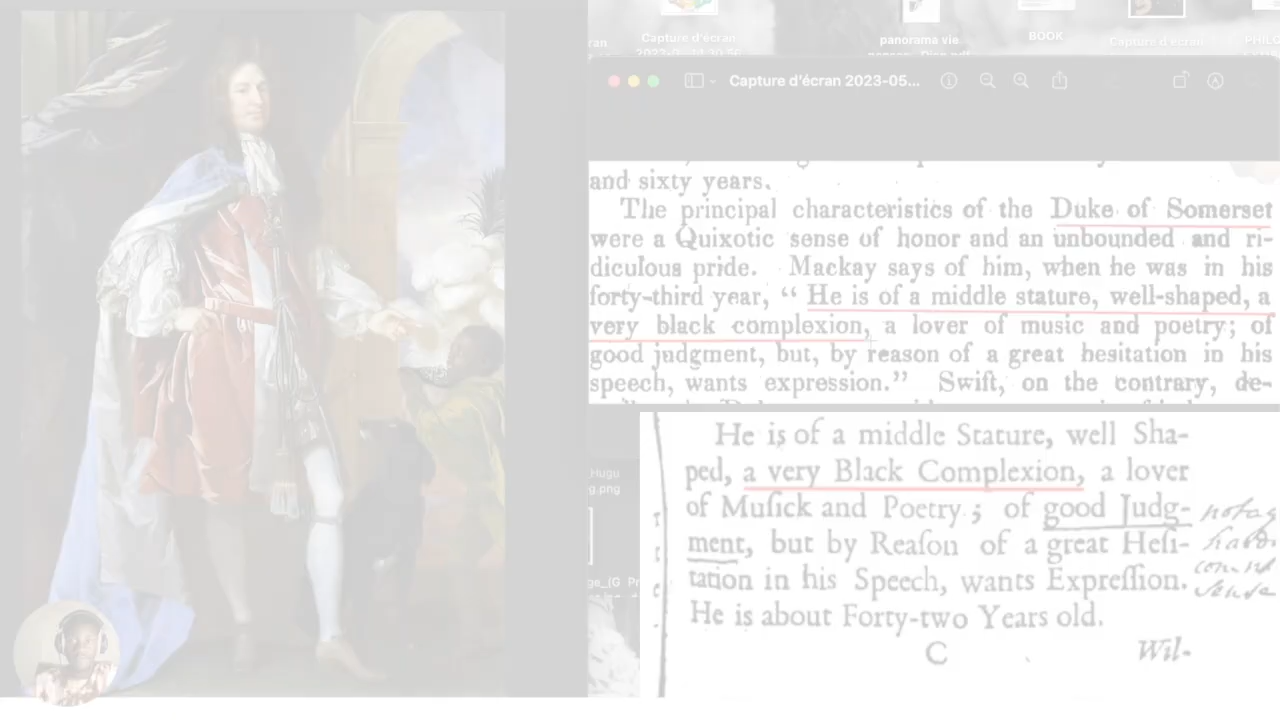 ran
Capture d'écran
panorama vie
BOOK
Capture d'écran
Capture d'écran 2023-05...
and sixty years.
The principal characteristics of the Duke of Somerset
were a Quixotic sense of honor and an unbounded and ri-
diculous pride. Mackay says of him, when he was in his
forty-third year, “ He is of a middle stature, well-shaped, a
very black complexion, a lover of music and poetry; of
good judgment, but, by reason of a great hesitation in his
speech, wants expression.” Swift, on the contrary, de-
He is of a middle Stature, well Sha-
ped, a very Black Complexion, a lover
of Muſick and Poetry; of good Judg-
ment, but by Reaſon of a great Heſi-
tation in his Speech, wants Expreſſion.
He is about Forty-two Years old.
C Wil-
Hugu
g.png